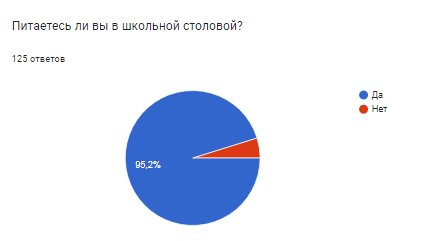 Питаетесь ли вы в школьной столовой?
125 ответов
Да
Нет
95,2%